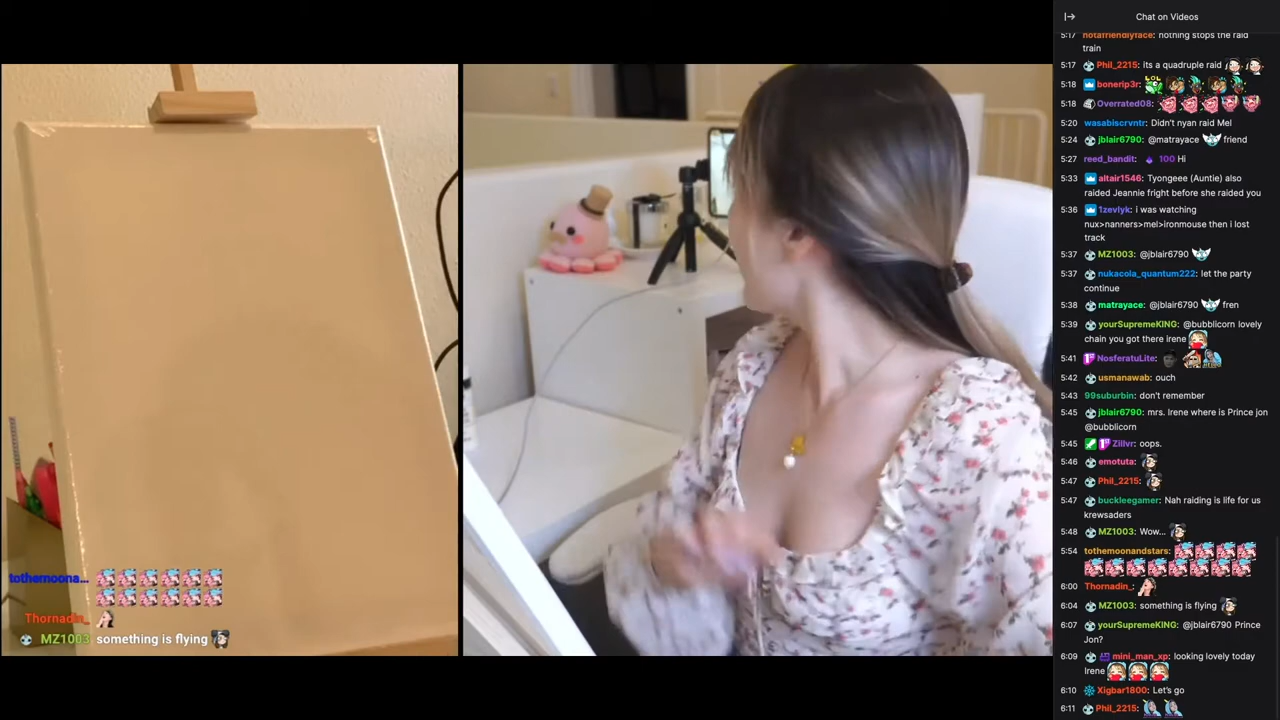 Chat on Videos
5:17 notafriendlyface: nothing stops the raid
train
5:17 Phil_2215: its a quadruple raid
5:18 bonerip3r: LOL
5:18 Overrated08:
5:20 wasabiscrvntr: Didn't nyan raid Mel
5:24 jblair6790: @matrayace friend
5:27 reed_bandit: 100 Hi
5:33 altair1546: Tyongeee (Auntie) also
raided Jeannie fright before she raided you
5:36 1zevlyk: i was watching
nux>nanners>mel>ironmouse then i lost
track
5:37 MZ1003: @jblair6790
5:37 nukacola_quantum222: let the party
continue
5:38 matrayace: @jblair6790 fren
5:39 yourSupremeKING: @bubblicorn lovely
chain you got there irene
5:41 NosferatuLite:
5:42 usmanawab: ouch
5:43 99suburbin: don't remember
5:45 jblair6790: mrs. Irene where is Prince jon
@bubblicorn
5:45 Zillvr: oops.
5:46 emotuta:
5:47 Phil_2215:
5:47 buckleegamer: Nah raiding is life for us
krewsaders
5:48 MZ1003: Wow...
5:54 tothemoonandstars:
6:00 Thornadin_:
6:04 MZ1003: something is flying
6:07 yourSupremeKING: @jblair6790 Prince
Jon?
6:09 mini_man_xp: looking lovely today
Irene
6:10 Xigbar1800: Let's go
6:11 Phil_2215:
tothemoona...
Thornadin_
MZ1003 something is flying